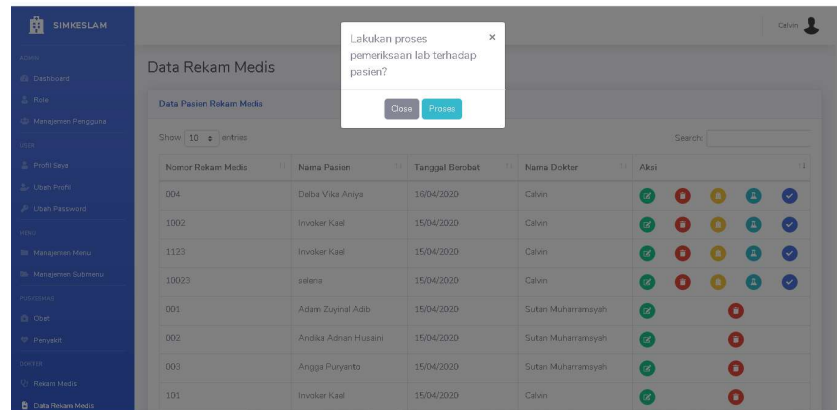 SIMKESLAM
Calvin
Lakukan proses
pemeriksaan lab terhadap
pasien?
×
Close Proses
ADMIN
Dashboard
Role
Manajemen Pengguna
USER
Profil Saya
Ubah Profil
Ubah Password
MENU
Manajemen Menu
Manajemen Submenu
PUSKESMAS
Obat
Penyakit
DOKTER
Rekam Medis
Data Rekam Medis
Data Rekam Medis
Data Pasien Rekam Medis
Show 10 entries Search:
Nomor Rekam Medis Nama Pasien Tanggal Berobat Nama Dokter Aksi
004 Delba Vika Aniya 16/04/2020 Calvin
1002 Invoker Kael 15/04/2020 Calvin
1123 Invoker Kael 15/04/2020 Calvin
10023 selena 15/04/2020 Calvin
001 Adam Zuyinal Adib 15/04/2020 Sutan Muharramsyah
002 Andika Adnan Husaini 15/04/2020 Sutan Muharramsyah
003 Angga Puryanto 15/04/2020 Sutan Muharramsyah
101 Invoker Kael 15/04/2020 Calvin